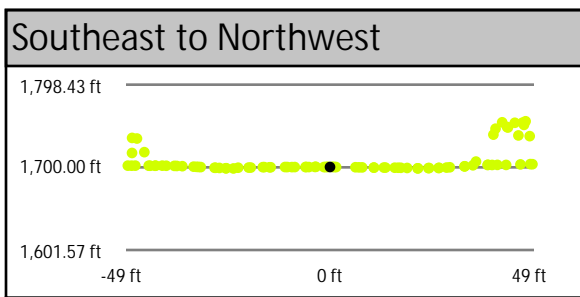 Southeast to Northwest
1,798.43 ft
1,700.00 ft
1,601.57 ft
-49 ft 0 ft 49 ft